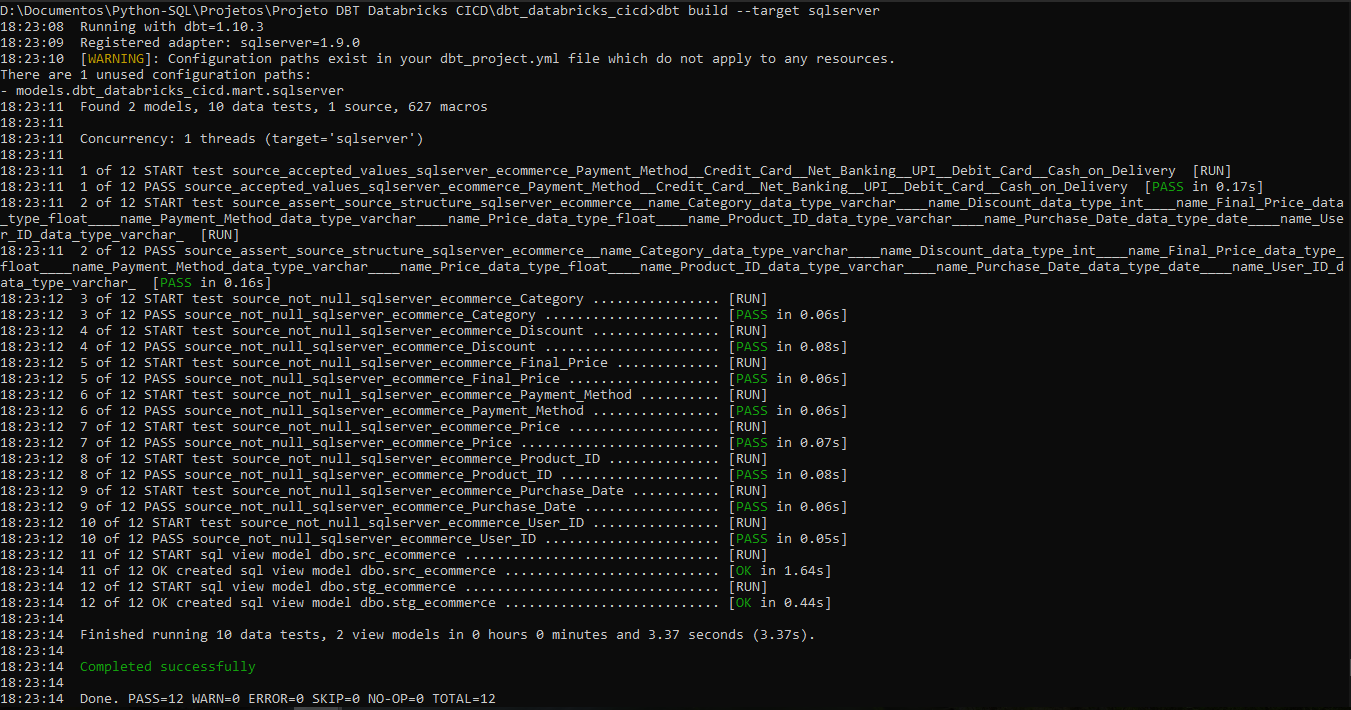 D:\Documentos\Python-SQL\Projetos\Projeto DBT Databricks CICD\dbt_databricks_cicd>dbt build --target sqlserver
18:23:08  Running with dbt=1.10.3
18:23:09  Registered adapter: sqlserver=1.9.0
18:23:10  [WARNING]: Configuration paths exist in your dbt_project.yml file which do not apply to any resources.
There are 1 unused configuration paths:
- models.dbt_databricks_cicd.mart.sqlserver
18:23:11  Found 2 models, 10 data tests, 1 source, 627 macros
18:23:11
18:23:11  Concurrency: 1 threads (target='sqlserver')
18:23:11
18:23:11  1 of 12 START test source_accepted_values_sqlserver_ecommerce_Payment_Method__Credit_Card__Net_Banking__UPI__Debit_Card__Cash_on_Delivery  [RUN]
18:23:11  1 of 12 PASS source_accepted_values_sqlserver_ecommerce_Payment_Method__Credit_Card__Net_Banking__UPI__Debit_Card__Cash_on_Delivery  [PASS in 0.17s]
18:23:11  2 of 12 START test source_assert_source_structure_sqlserver_ecommerce__name_Category_data_type_varchar____name_Discount_data_type_int____name_Final_Price_data
_type_float____name_Payment_Method_data_type_varchar____name_Price_data_type_float____name_Product_ID_data_type_varchar____name_Purchase_Date_data_type_date____name_Use
r_ID_data_type_varchar_  [RUN]
18:23:11  2 of 12 PASS source_assert_source_structure_sqlserver_ecommerce__name_Category_data_type_varchar____name_Discount_data_type_int____name_Final_Price_data_type_
float____name_Payment_Method_data_type_varchar____name_Price_data_type_float____name_Product_ID_data_type_varchar____name_Purchase_Date_data_type_date____name_User_ID_d
ata_type_varchar_  [PASS in 0.16s]
18:23:12  3 of 12 START test source_not_null_sqlserver_ecommerce_Category ................ [RUN]
18:23:12  3 of 12 PASS source_not_null_sqlserver_ecommerce_Category ...................... [PASS in 0.06s]
18:23:12  4 of 12 START test source_not_null_sqlserver_ecommerce_Discount ................ [RUN]
18:23:12  4 of 12 PASS source_not_null_sqlserver_ecommerce_Discount ...................... [PASS in 0.08s]
18:23:12  5 of 12 START test source_not_null_sqlserver_ecommerce_Final_Price ............. [RUN]
18:23:12  5 of 12 PASS source_not_null_sqlserver_ecommerce_Final_Price ................... [PASS in 0.06s]
18:23:12  6 of 12 START test source_not_null_sqlserver_ecommerce_Payment_Method .......... [RUN]
18:23:12  6 of 12 PASS source_not_null_sqlserver_ecommerce_Payment_Method ................ [PASS in 0.06s]
18:23:12  7 of 12 START test source_not_null_sqlserver_ecommerce_Price ................... [RUN]
18:23:12  7 of 12 PASS source_not_null_sqlserver_ecommerce_Price ......................... [PASS in 0.07s]
18:23:12  8 of 12 START test source_not_null_sqlserver_ecommerce_Product_ID .............. [RUN]
18:23:12  8 of 12 PASS source_not_null_sqlserver_ecommerce_Product_ID .................... [PASS in 0.08s]
18:23:12  9 of 12 START test source_not_null_sqlserver_ecommerce_Purchase_Date ........... [RUN]
18:23:12  9 of 12 PASS source_not_null_sqlserver_ecommerce_Purchase_Date ................. [PASS in 0.06s]
18:23:12  10 of 12 START test source_not_null_sqlserver_ecommerce_User_ID ................ [RUN]
18:23:12  10 of 12 PASS source_not_null_sqlserver_ecommerce_User_ID ...................... [PASS in 0.05s]
18:23:12  11 of 12 START sql view model dbo.src_ecommerce ................................ [RUN]
18:23:14  11 of 12 OK created sql view model dbo.src_ecommerce ........................... [OK in 1.64s]
18:23:14  12 of 12 START sql view model dbo.stg_ecommerce ................................ [RUN]
18:23:14  12 of 12 OK created sql view model dbo.stg_ecommerce ........................... [OK in 0.44s]
18:23:14
18:23:14  Finished running 10 data tests, 2 view models in 0 hours 0 minutes and 3.37 seconds (3.37s).
18:23:14
18:23:14  Completed successfully
18:23:14
18:23:14  Done. PASS=12 WARN=0 ERROR=0 SKIP=0 NO-OP=0 TOTAL=12